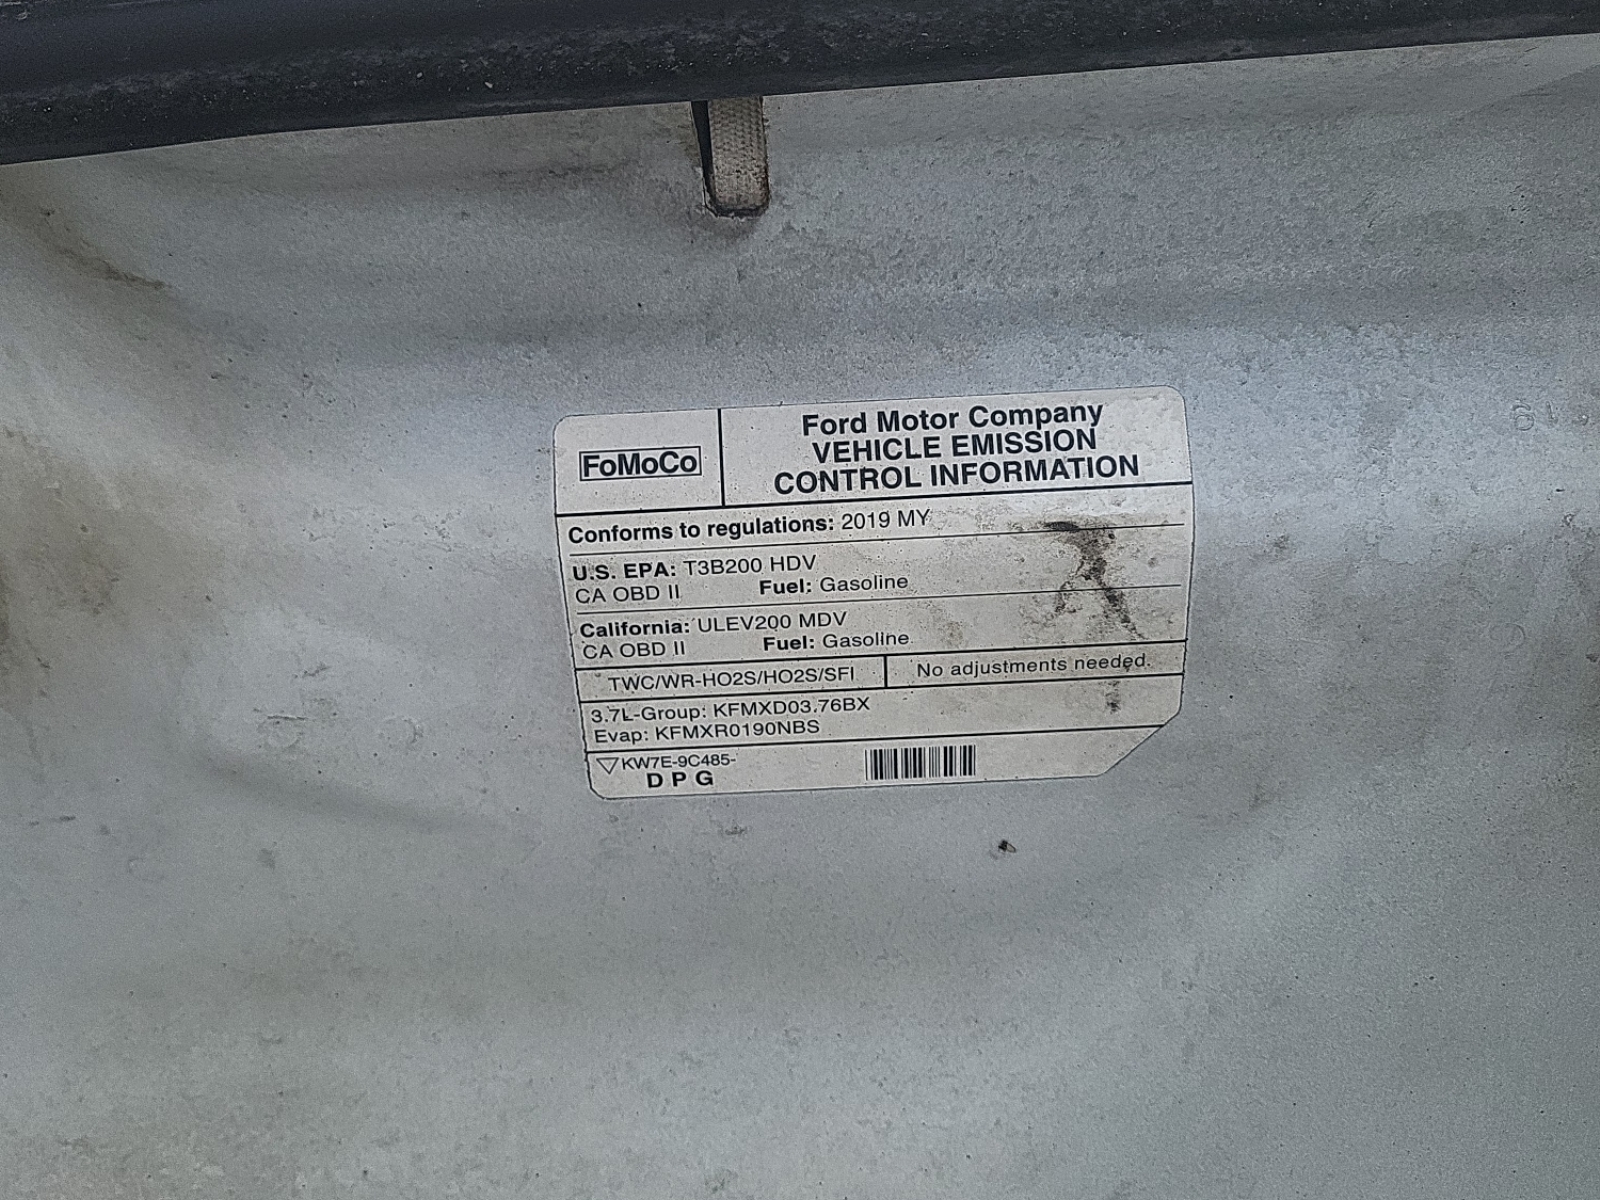 FoMoCo
Ford Motor Company
VEHICLE EMISSION
CONTROL INFORMATION
Conforms to regulations: 2019 MY
U.S. EPA: T3B200 HDV
CA OBD II Fuel: Gasoline
California: ULEV200 MDV
CA OBD II Fuel: Gasoline
TWC/WR-HO2S/HO2S/SFI
No adjustments needed.
3.7L-Group: KFMXD03.76BX
Evap: KFMXR0190NBS
KW7E-9C485-
D P G